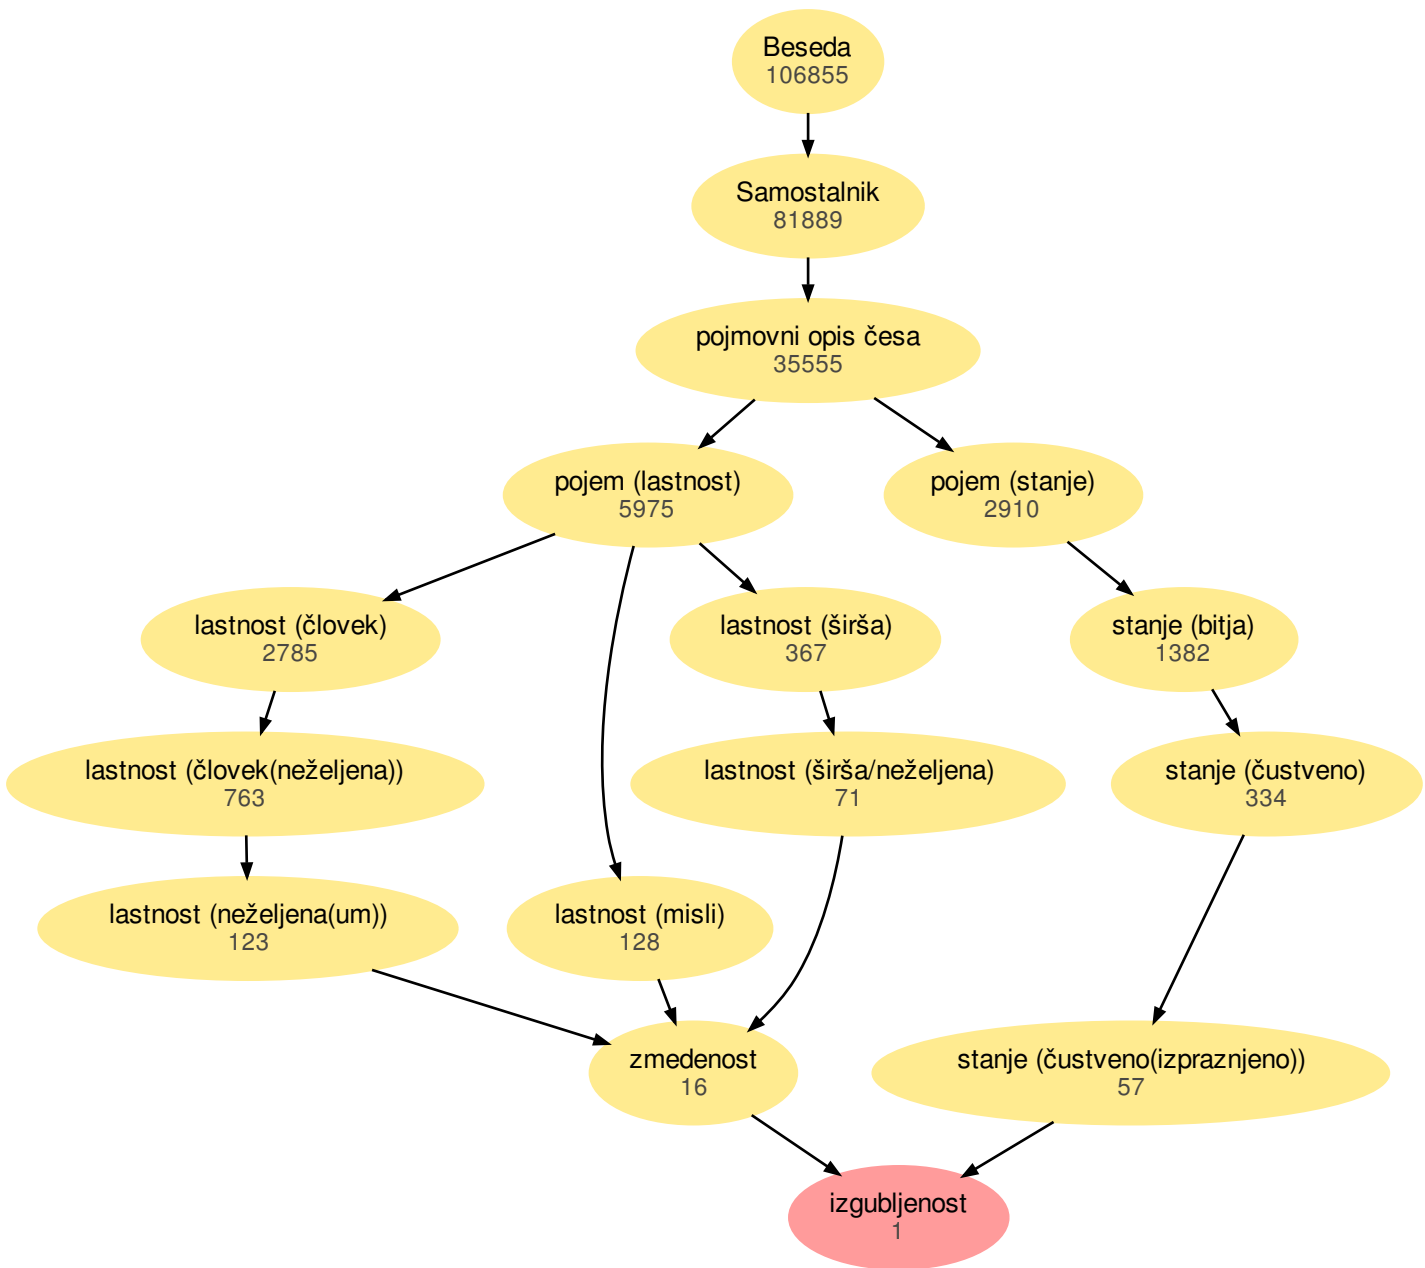 Beseda
106855
Samostalnik
81889
pojmovni opis česa
35555
pojem (lastnost)
5975
pojem (stanje)
2910
lastnost (človek)
2785
lastnost (širša)
367
stanje (bitja)
1382
lastnost (človek(neželjena))
763
lastnost (širša/neželjena)
71
stanje (čustveno)
334
lastnost (neželjena(um))
123
lastnost (misli)
128
zmedenost
16
stanje (čustveno(izpraznjeno))
57
izgubljenost
1